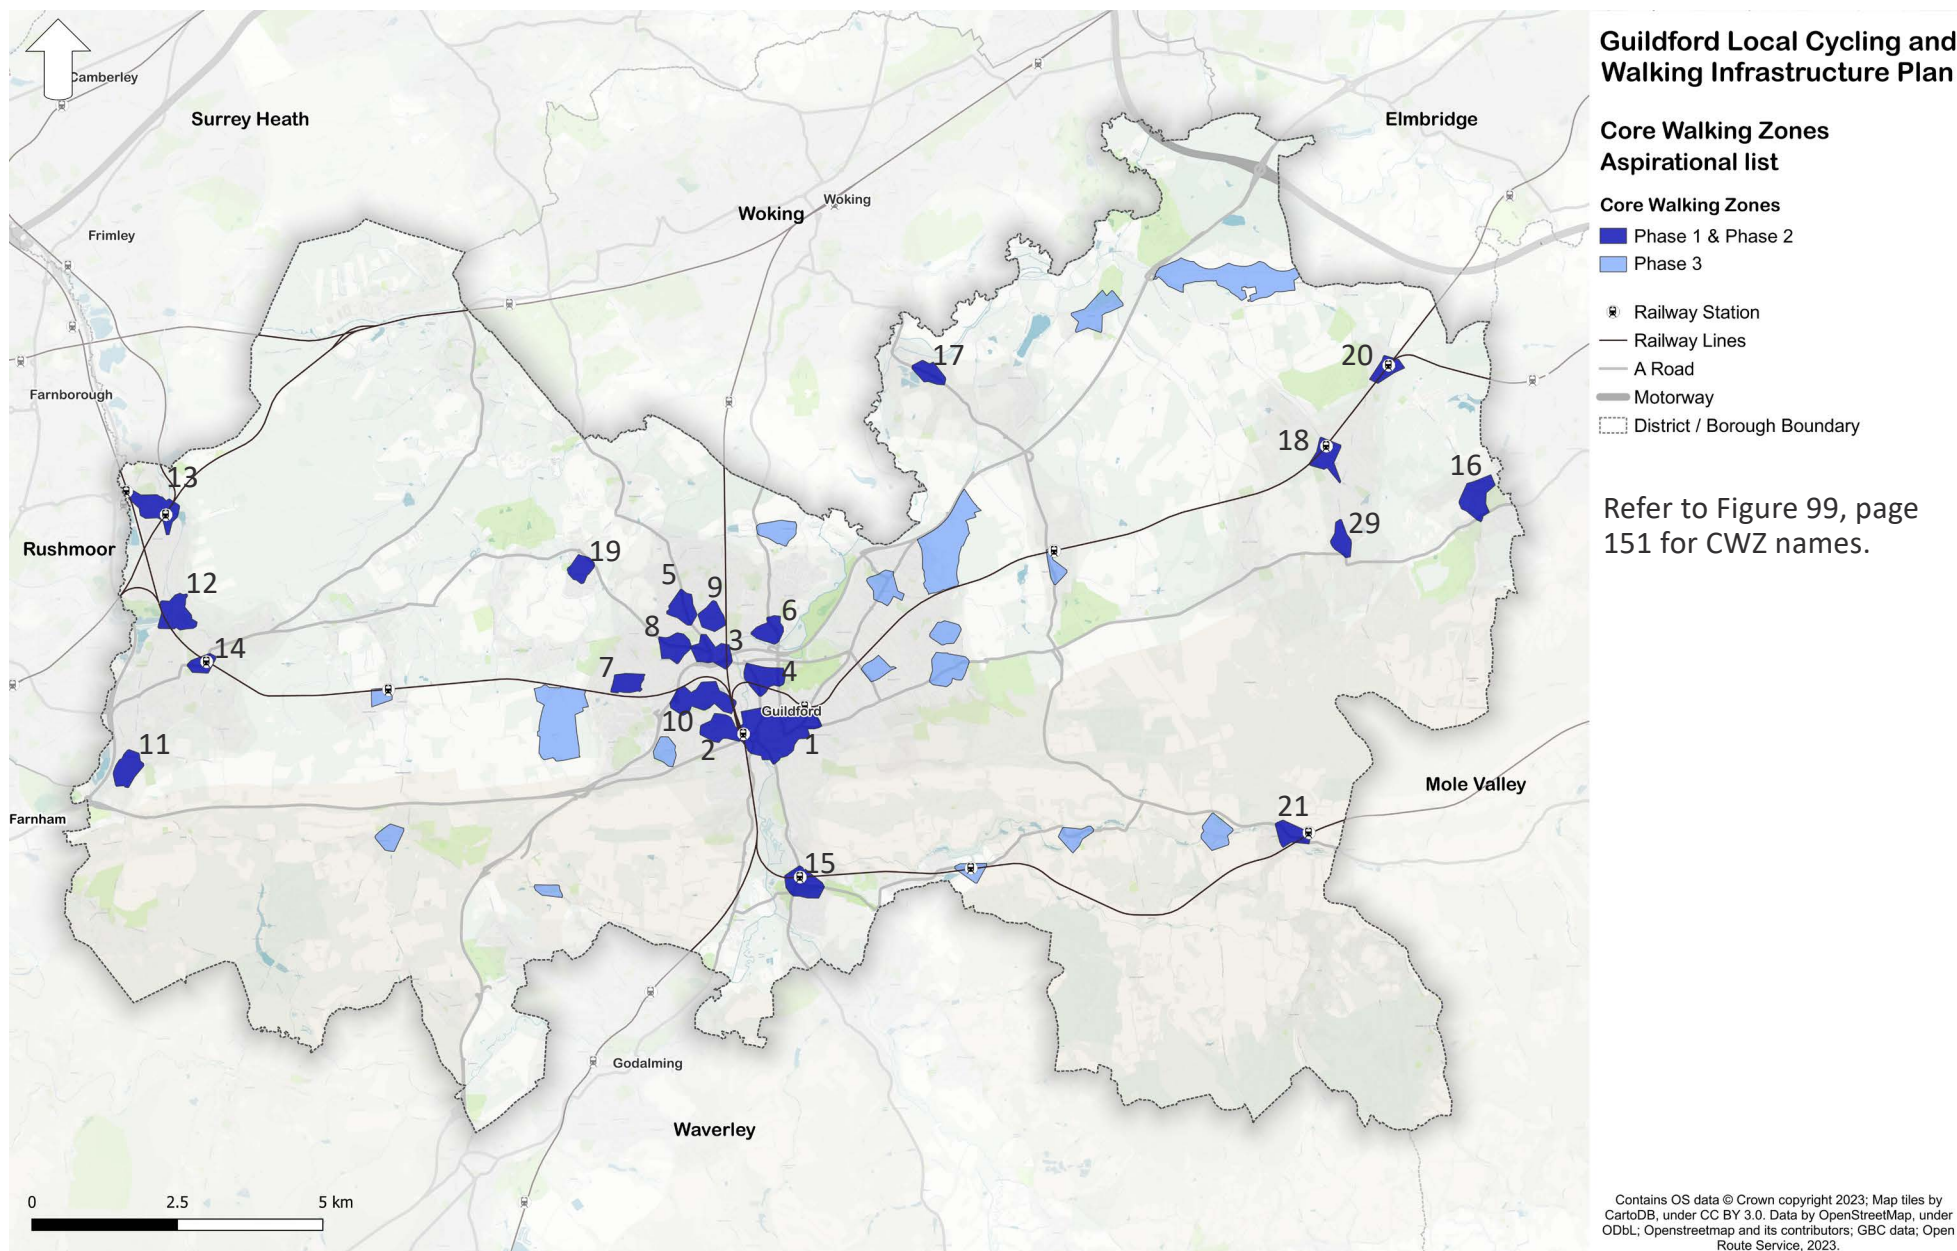 Guildford Local Cycling and
Walking Infrastructure Plan
Core Walking Zones
Aspirational list
Core Walking Zones
Phase 1 & Phase 2
Phase 3
Railway Station
Railway Lines
A Road
Motorway
District / Borough Boundary
Refer to Figure 99, page
151 for CWZ names.
Camberley
Surrey Heath
Elmbridge
Woking
Woking
Frimley
17
20
Farnborough
18
16
13
29
Rushmoor
19
5
9
12
6
8
3
14
7
4
Guildford
10
2
1
11
Mole Valley
21
Farnham
15
Godalming
Waverley
0
2.5
5 km
Contains OS data © Crown copyright 2023; Map tiles by
CartoDB, under CC BY 3.0. Data by OpenStreetMap, under
ODbL; Openstreetmap and its contributors; GBC data; Open
Route Service, 2023.